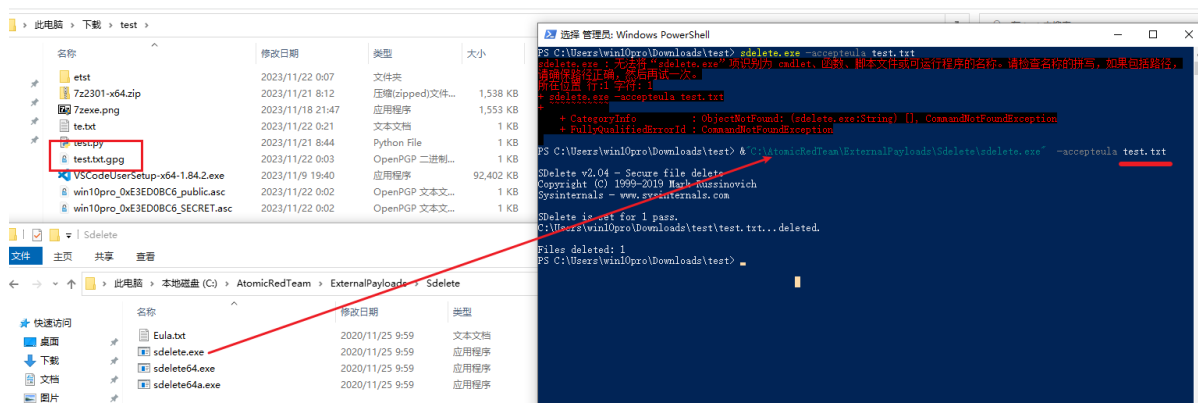 此电脑 › 下载 › test ›
名称 修改日期 类型 大小
etst 2023/11/22 0:07 文件夹
7z2301-x64.zip 2023/11/21 8:12 压缩(zipped)文件... 1,538 KB
7zexe.png 2023/11/18 21:47 应用程序 1,553 KB
te.txt 2023/11/22 0:21 文本文档 1 KB
test.py 2023/11/21 8:44 Python File 1 KB
test.txt.gpg 2023/11/22 0:03 OpenPGP 二进制... 1 KB
VSCodeUserSetup-x64-1.84.2.exe 2023/11/9 19:40 应用程序 92,402 KB
win10pro_0xE3ED0BC6_public.asc 2023/11/22 0:02 OpenPGP 文本文... 1 KB
win10pro_0xE3ED0BC6_SECRET.asc 2023/11/22 0:02 OpenPGP 文本文... 1 KB
Sdelete
文件 主页 共享 查看
此电脑 › 本地磁盘 (C:) › AtomicRedTeam › ExternalPayloads › Sdelete
名称 修改日期 类型
快速访问
桌面
下载
文档
图片
Eula.txt 2020/11/25 9:59 文本文档
sdelete.exe 2020/11/25 9:59 应用程序
sdelete64.exe 2020/11/25 9:59 应用程序
sdelete64a.exe 2020/11/25 9:59 应用程序
选择 管理员: Windows PowerShell
PS C:\Users\win10pro\Downloads\test> sdelete.exe -accepteula test.txt
sdelete.exe : 无法将“sdelete.exe”项识别为 cmdlet、函数、脚本文件或可运行程序的名称。请检查名称的拼写，如果包括路径，
请确保路径正确，然后再试一次。
所在位置 行:1 字符: 1
+ sdelete.exe -accepteula test.txt
+
+ CategoryInfo : ObjectNotFound: (sdelete.exe:String) [], CommandNotFoundException
+ FullyQualifiedErrorId : CommandNotFoundException
PS C:\Users\win10pro\Downloads\test> &"C:\AtomicRedTeam\ExternalPayloads\Sdelete\sdelete.exe" -accepteula test.txt
SDelete v2.04 - Secure file delete
Copyright (C) 1999-2019 Mark Russinovich
Sysinternals - www.sysinternals.com
SDelete is set for 1 pass.
C:\Users\win10pro\Downloads\test\test.txt...deleted.
Files deleted: 1
PS C:\Users\win10pro\Downloads\test>